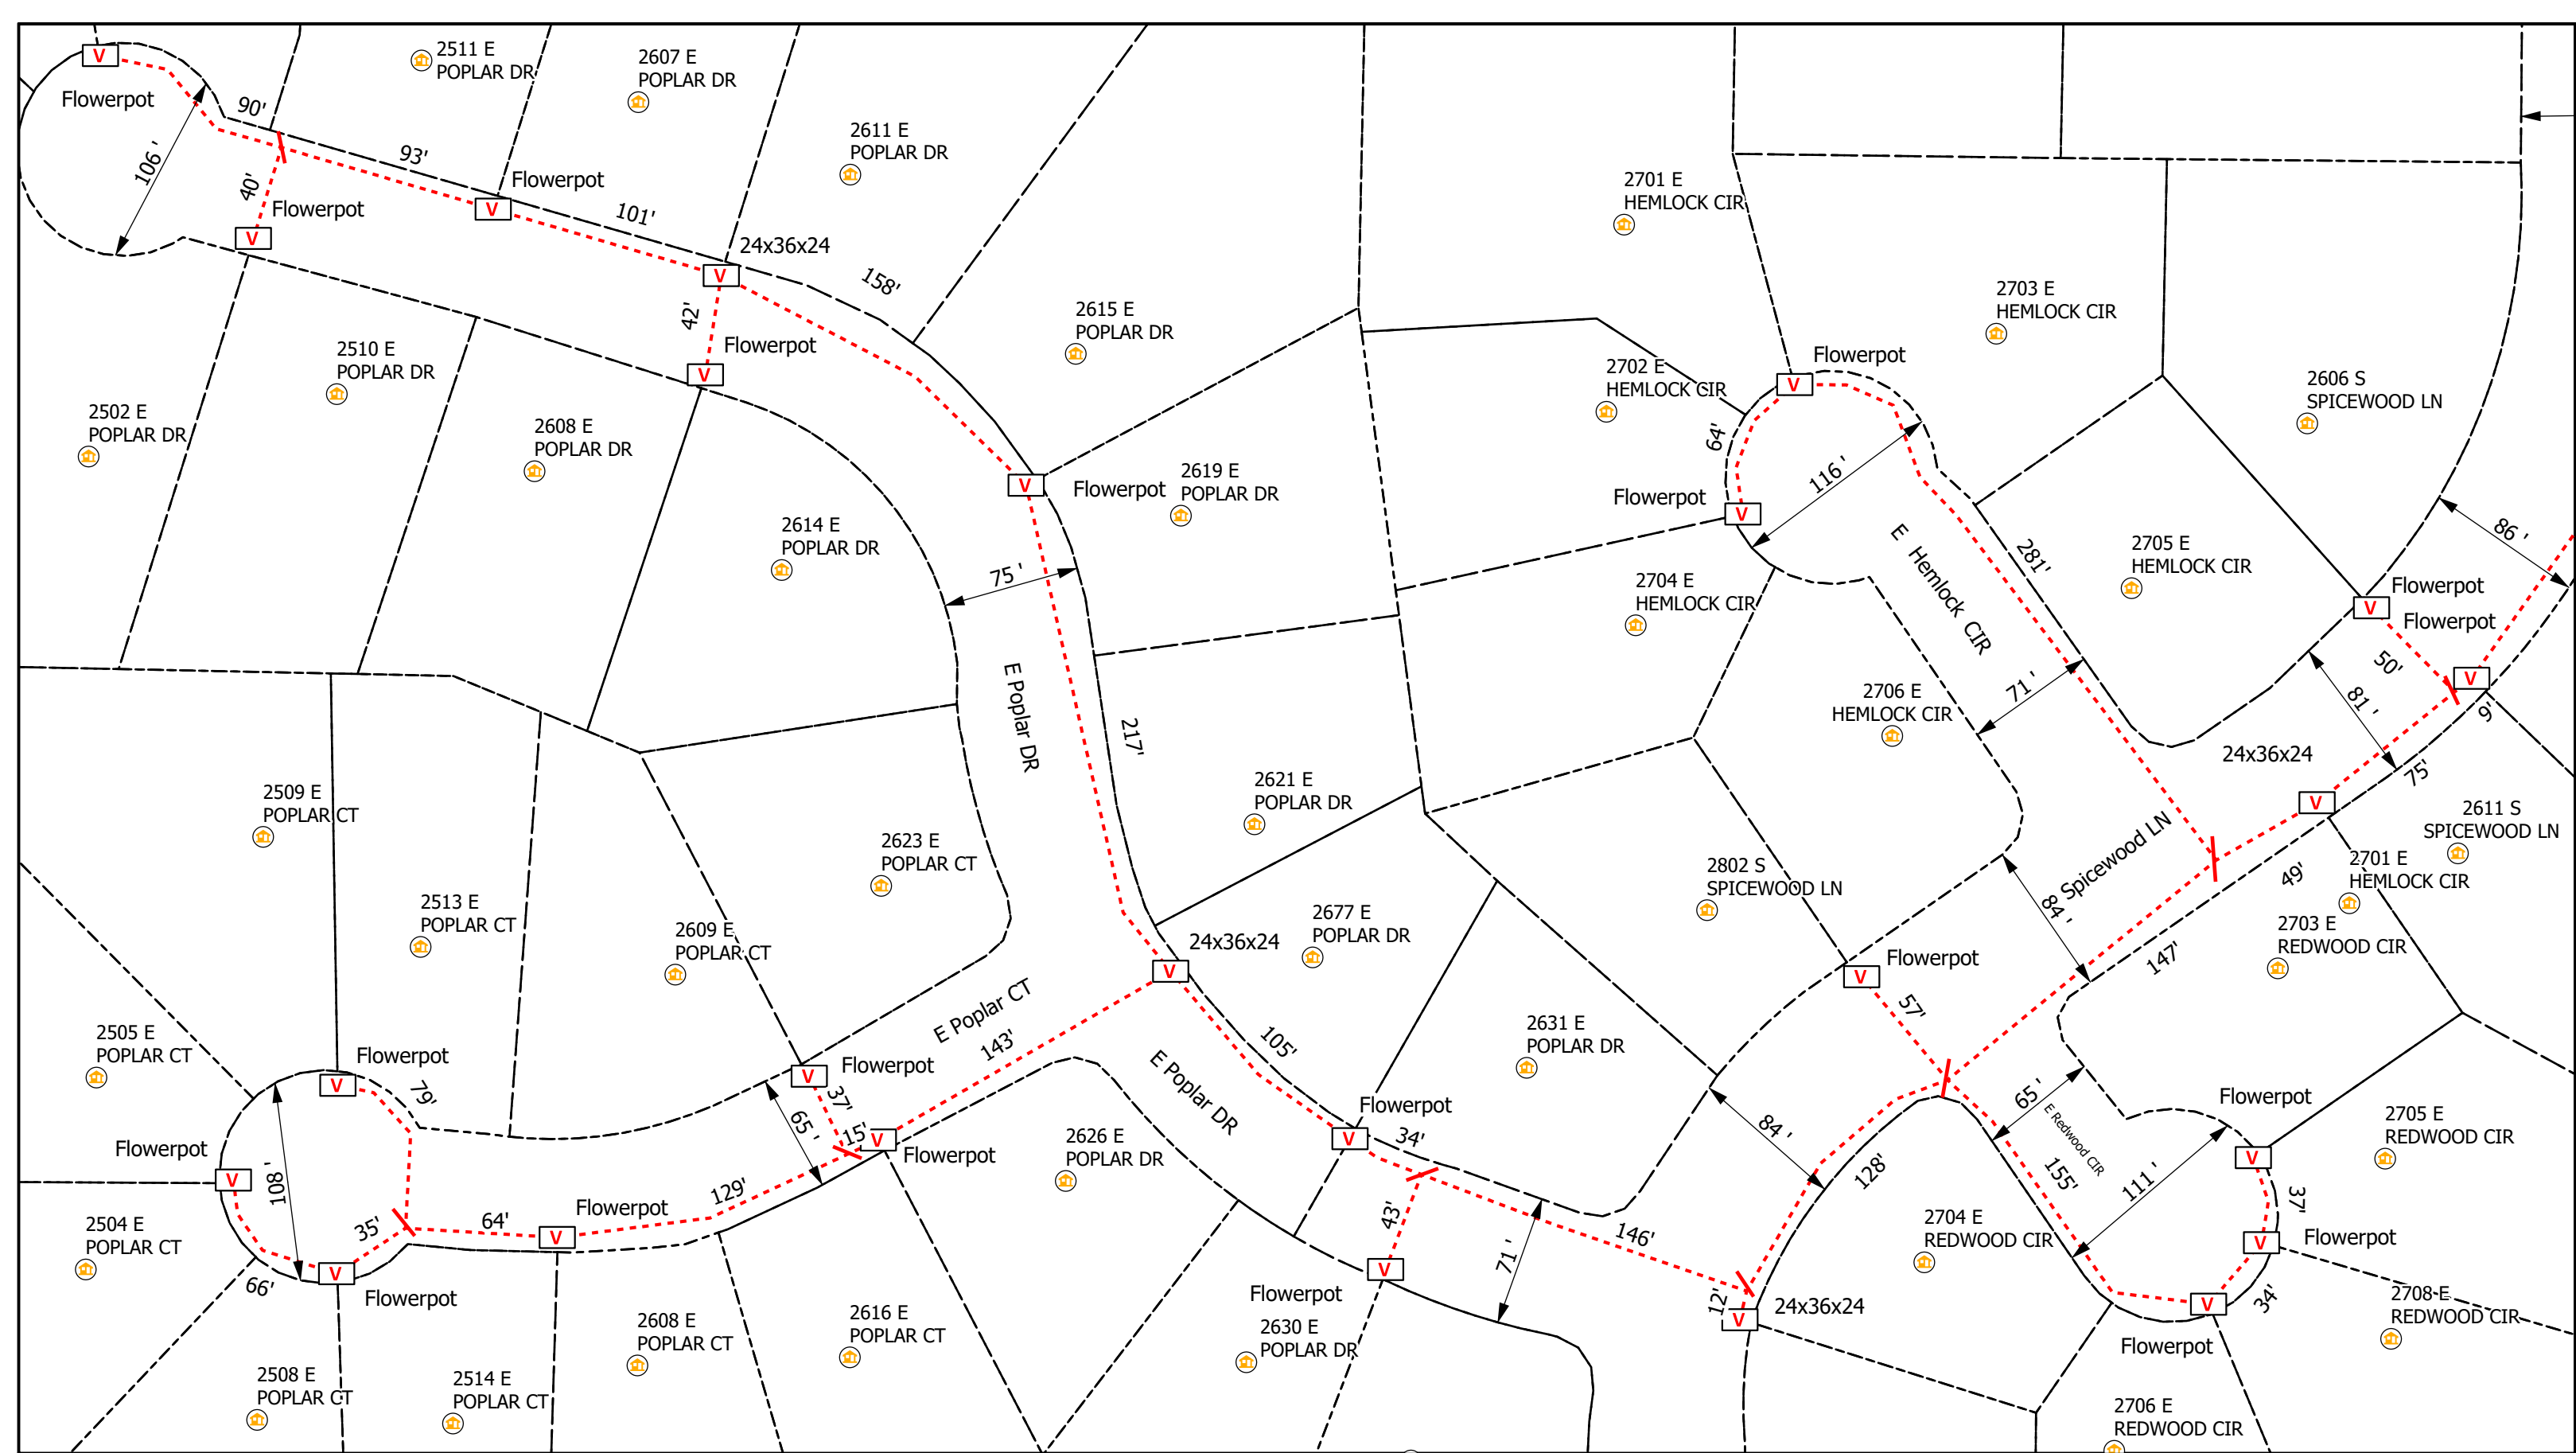 V
2511 E
POPLAR DR
2607 E
POPLAR DR
Flowerpot
90'
106 '
93'
40'
Flowerpot
V
V
Flowerpot
101'
2611 E
POPLAR DR
24x36x24
V
158'
42'
Flowerpot
V
2701 E
HEMLOCK CIR
2703 E
HEMLOCK CIR
2615 E
POPLAR DR
2510 E
POPLAR DR
2502 E
POPLAR DR
2608 E
POPLAR DR
2614 E
POPLAR DR
V
Flowerpot
2619 E
POPLAR DR
75 '
2702 E
HEMLOCK CIR
Flowerpot
V
64'
116 '
Flowerpot
V
2606 S
SPICEWOOD LN
86 '
E Hemlock CIR
281'
2705 E
HEMLOCK CIR
2704 E
HEMLOCK CIR
Flowerpot
V
Flowerpot
V
50'
9'
81 '
75'
71 '
2706 E
HEMLOCK CIR
24x36x24
V
E Poplar DR
217'
2621 E
POPLAR DR
2509 E
POPLAR CT
2513 E
POPLAR CT
2623 E
POPLAR CT
2609 E
POPLAR CT
2677 E
POPLAR DR
24x36x24
V
2802 S
SPICEWOOD LN
Spicewood LN
84 '
49'
147'
2611 S
SPICEWOOD LN
2701 E
HEMLOCK CIR
2703 E
REDWOOD CIR
Flowerpot
V
57'
E Poplar CT
143'
105'
E Poplar DR
2631 E
POPLAR DR
2505 E
POPLAR CT
Flowerpot
V
79'
Flowerpot
V
37'
15'
V
Flowerpot
65 '
Flowerpot
V
108'
35'
64'
Flowerpot
V
129'
2504 E
POPLAR CT
66'
V
Flowerpot
2626 E
POPLAR DR
Flowerpot
V
34'
43'
V
Flowerpot
71 '
146'
84 '
128'
12'
V
24x36x24
65 '
E Redwood CIR
155'
111 '
Flowerpot
V
37'
V
Flowerpot
34'
V
Flowerpot
2705 E
REDWOOD CIR
2704 E
REDWOOD CIR
2708 E
REDWOOD CIR
2706 E
REDWOOD CIR
2508 E
POPLAR CT
2514 E
POPLAR CT
2608 E
POPLAR CT
2616 E
POPLAR CT
2630 E
POPLAR DR